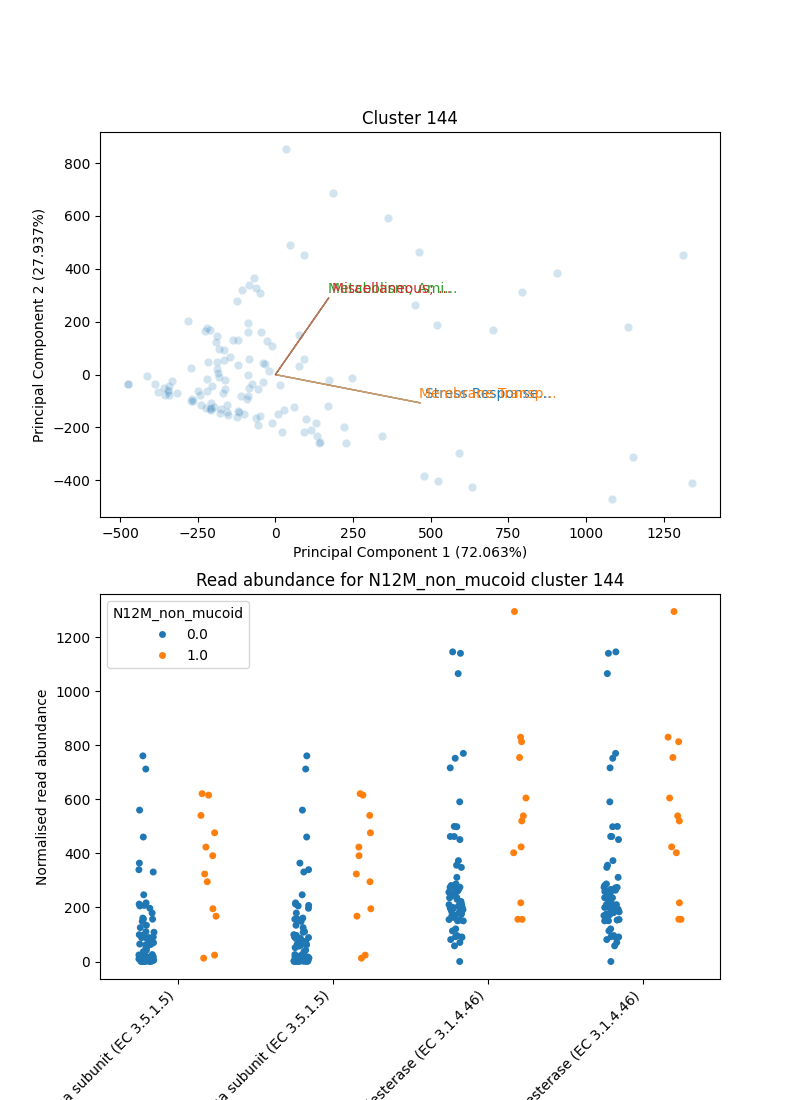 Cluster 144
800
600
400
200
0
−200
−400
Principal Component 2 (27.937%)
−500
−250
0
250
500
750
1000
1250
Principal Component 1 (72.063%)
Read abundance for N12M_non_mucoid cluster 144
N12M_non_mucoid
0.0
1.0
1200
1000
800
600
400
200
0
Normalised read abundance
a subunit (EC 3.5.1.5)
a subunit (EC 3.5.1.5)
esterase (EC 3.1.4.46)
esterase (EC 3.1.4.46)